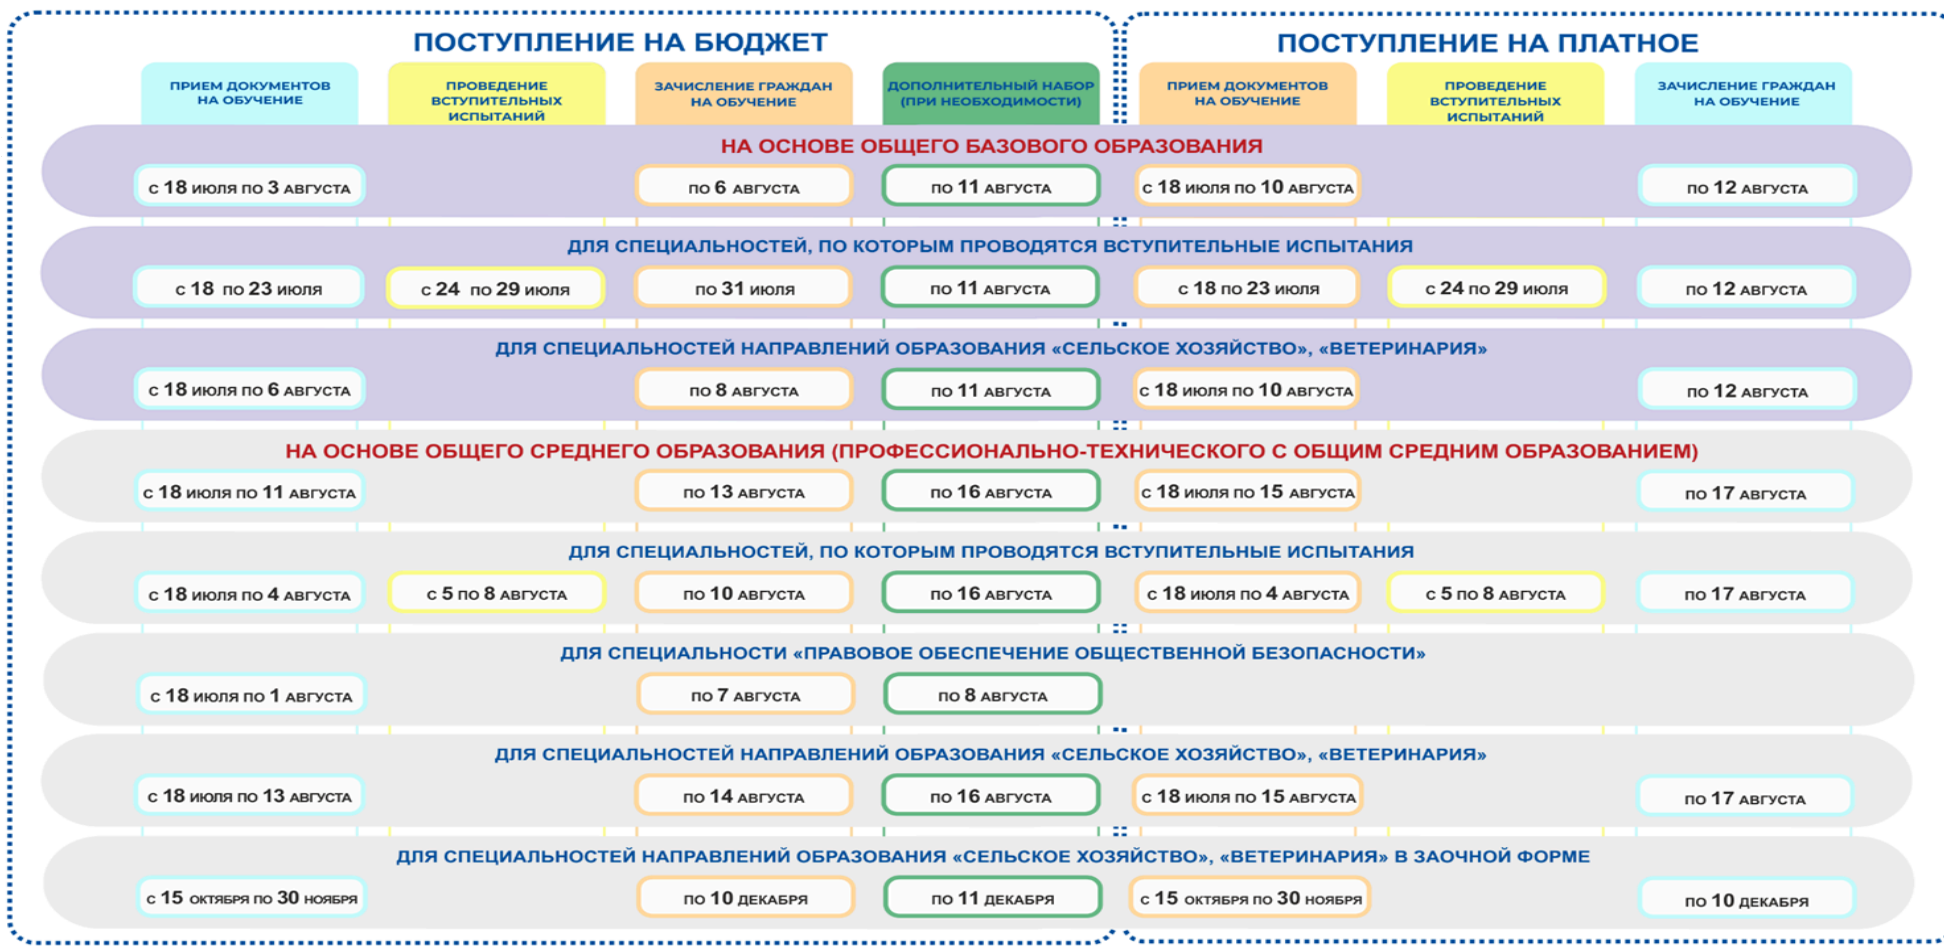 ПОСТУПЛЕНИЕ НА БЮДЖЕТ
ПОСТУПЛЕНИЕ НА ПЛАТНОЕ
ПРИЕМ ДОКУМЕНТОВ
НА ОБУЧЕНИЕ
ПРОВЕДЕНИЕ
ВСТУПИТЕЛЬНЫХ
ИСПЫТАНИЙ
ЗАЧИСЛЕНИЕ ГРАЖДАН
НА ОБУЧЕНИЕ
ДОПОЛНИТЕЛЬНЫЙ НАБОР
(ПРИ НЕОБХОДИМОСТИ)
ПРИЕМ ДОКУМЕНТОВ
НА ОБУЧЕНИЕ
ПРОВЕДЕНИЕ
ВСТУПИТЕЛЬНЫХ
ИСПЫТАНИЙ
ЗАЧИСЛЕНИЕ ГРАЖДАН
НА ОБУЧЕНИЕ
НА ОСНОВЕ ОБЩЕГО БАЗОВОГО ОБРАЗОВАНИЯ
С 18 ИЮЛЯ ПО 3 АВГУСТА
ПО 6 АВГУСТА
ПО 11 АВГУСТА
С 18 ИЮЛЯ ПО 10 АВГУСТА
ПО 12 АВГУСТА
ДЛЯ СПЕЦИАЛЬНОСТЕЙ, ПО КОТОРЫМ ПРОВОДЯТСЯ ВСТУПИТЕЛЬНЫЕ ИСПЫТАНИЯ
С 18 ПО 23 ИЮЛЯ
С 24 ПО 29 ИЮЛЯ
ПО 31 ИЮЛЯ
ПО 11 АВГУСТА
С 18 ПО 23 ИЮЛЯ
С 24 ПО 29 ИЮЛЯ
ПО 12 АВГУСТА
ДЛЯ СПЕЦИАЛЬНОСТЕЙ НАПРАВЛЕНИЙ ОБРАЗОВАНИЯ «СЕЛЬСКОЕ ХОЗЯЙСТВО», «ВЕТЕРИНАРИЯ»
С 18 ИЮЛЯ ПО 6 АВГУСТА
ПО 8 АВГУСТА
ПО 11 АВГУСТА
С 18 ИЮЛЯ ПО 10 АВГУСТА
ПО 12 АВГУСТА
НА ОСНОВЕ ОБЩЕГО СРЕДНЕГО ОБРАЗОВАНИЯ (ПРОФЕССИОНАЛЬНО-ТЕХНИЧЕСКОГО С ОБЩИМ СРЕДНИМ ОБРАЗОВАНИЕМ)
С 18 ИЮЛЯ ПО 11 АВГУСТА
ПО 13 АВГУСТА
ПО 16 АВГУСТА
С 18 ИЮЛЯ ПО 15 АВГУСТА
ПО 17 АВГУСТА
ДЛЯ СПЕЦИАЛЬНОСТЕЙ, ПО КОТОРЫМ ПРОВОДЯТСЯ ВСТУПИТЕЛЬНЫЕ ИСПЫТАНИЯ
С 18 ИЮЛЯ ПО 4 АВГУСТА
С 5 ПО 8 АВГУСТА
ПО 10 АВГУСТА
ПО 16 АВГУСТА
С 18 ИЮЛЯ ПО 4 АВГУСТА
С 5 ПО 8 АВГУСТА
ПО 17 АВГУСТА
ДЛЯ СПЕЦИАЛЬНОСТИ «ПРАВОВОЕ ОБЕСПЕЧЕНИЕ ОБЩЕСТВЕННОЙ БЕЗОПАСНОСТИ»
С 18 ИЮЛЯ ПО 1 АВГУСТА
ПО 7 АВГУСТА
ПО 8 АВГУСТА
ДЛЯ СПЕЦИАЛЬНОСТЕЙ НАПРАВЛЕНИЙ ОБРАЗОВАНИЯ «СЕЛЬСКОЕ ХОЗЯЙСТВО», «ВЕТЕРИНАРИЯ»
С 18 ИЮЛЯ ПО 13 АВГУСТА
ПО 14 АВГУСТА
ПО 16 АВГУСТА
С 18 ИЮЛЯ ПО 15 АВГУСТА
ПО 17 АВГУСТА
ДЛЯ СПЕЦИАЛЬНОСТЕЙ НАПРАВЛЕНИЙ ОБРАЗОВАНИЯ «СЕЛЬСКОЕ ХОЗЯЙСТВО», «ВЕТЕРИНАРИЯ» В ЗАОЧНОЙ ФОРМЕ
С 15 ОКТЯБРЯ ПО 30 НОЯБРЯ
ПО 10 ДЕКАБРЯ
ПО 11 ДЕКАБРЯ
С 15 ОКТЯБРЯ ПО 30 НОЯБРЯ
ПО 10 ДЕКАБРЯ